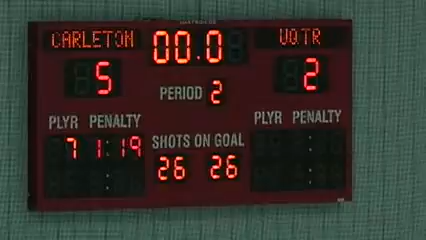 CARLETON 00.0 UQTR
5 2
PERIOD 2
PLYR PENALTY PLYR PENALTY
SHOTS ON GOAL
7 1:19
26 26